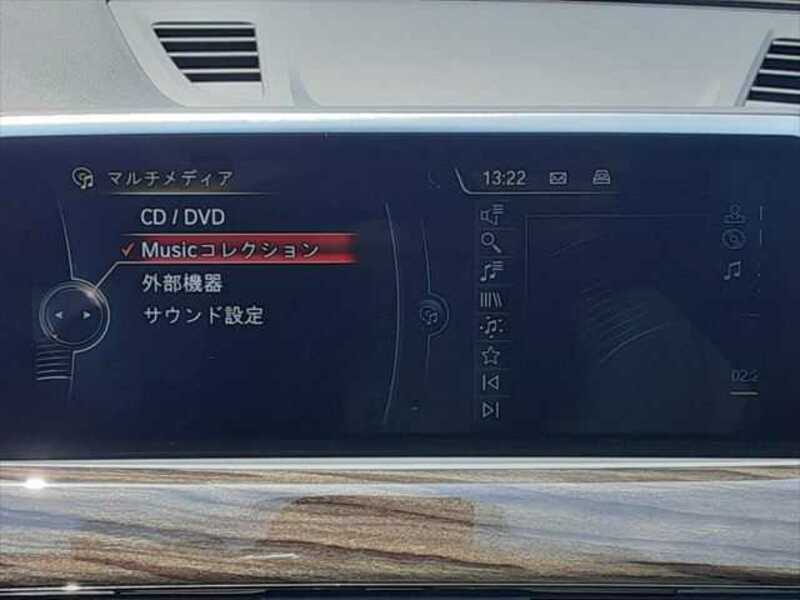 マルチメディア
13:22
CD / DVD
✓ Musicコレクション
外部機器
サウンド設定